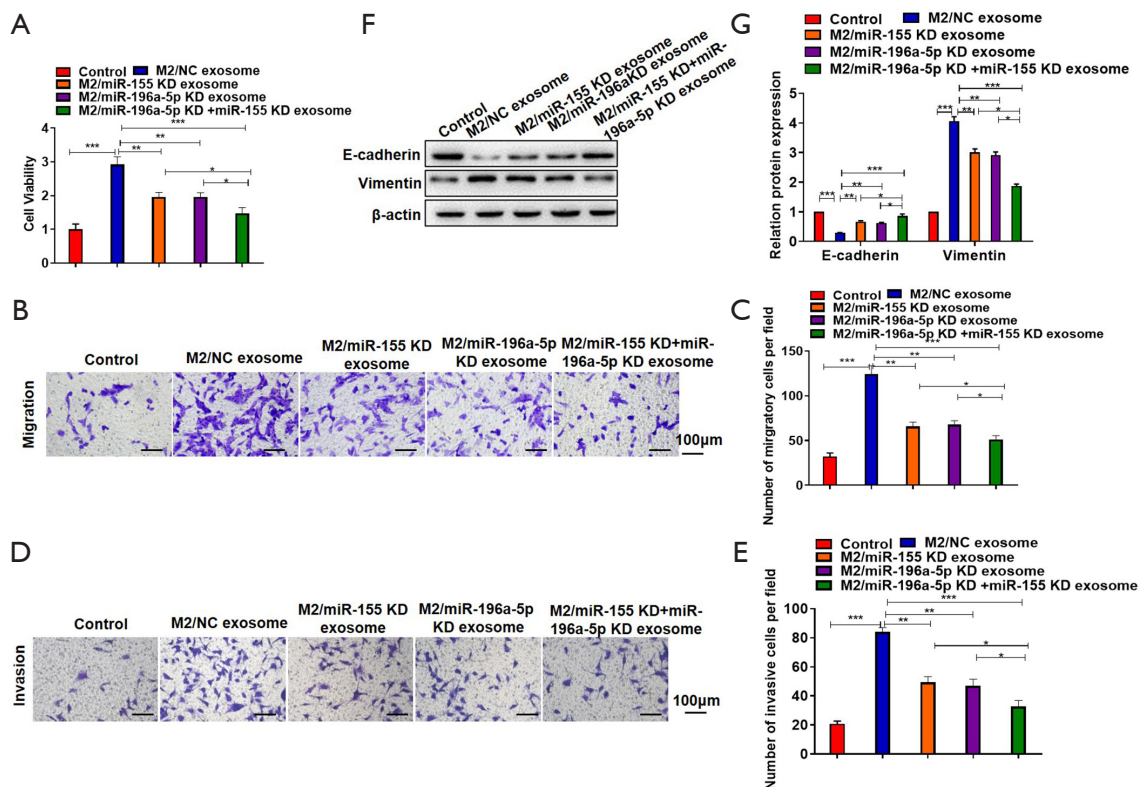 A
Control M2/NC exosome
M2/miR-155 KD exosome
M2/miR-196a-5p KD exosome
M2/miR-196a-5p KD +miR-155 KD exosome
Cell Viability
4
3
2
1
0
***
**
**
***
*
*
F
Control
M2/NC exosome
M2/miR-155 KD exosome
M2/miR-196aKD exosome
M2/miR-155 KD+miR-
196a-5p KD exosome
E-cadherin
Vimentin
β-actin
G
Control M2/NC exosome
M2/miR-155 KD exosome
M2/miR-196a-5p KD exosome
M2/miR-196a-5p KD +miR-155 KD exosome
Relation protein expression
5
4
3
2
1
0
***
**
**
***
*
*
***
**
**
***
*
*
E-cadherin Vimentin
B
Control
M2/NC exosome
M2/miR-155 KD
exosome
M2/miR-196a-5p
KD exosome
M2/miR-155 KD+miR-
196a-5p KD exosome
Migration
100μm
C
Control M2/NC exosome
M2/miR-155 KD exosome
M2/miR-196a-5p KD exosome
M2/miR-196a-5p KD +miR-155 KD exosome
Number of mirgratory cells per field
150
100
50
0
***
**
**
***
*
*
D
Control
M2/NC exosome
M2/miR-155 KD
exosome
M2/miR-196a-5p
KD exosome
M2/miR-155 KD+miR-
196a-5p KD exosome
Invasion
100μm
E
Control M2/NC exosome
M2/miR-155 KD exosome
M2/miR-196a-5p KD exosome
M2/miR-196a-5p KD +miR-155 KD exosome
Number of invasive cells per field
100
80
60
40
20
0
***
**
**
***
*
*